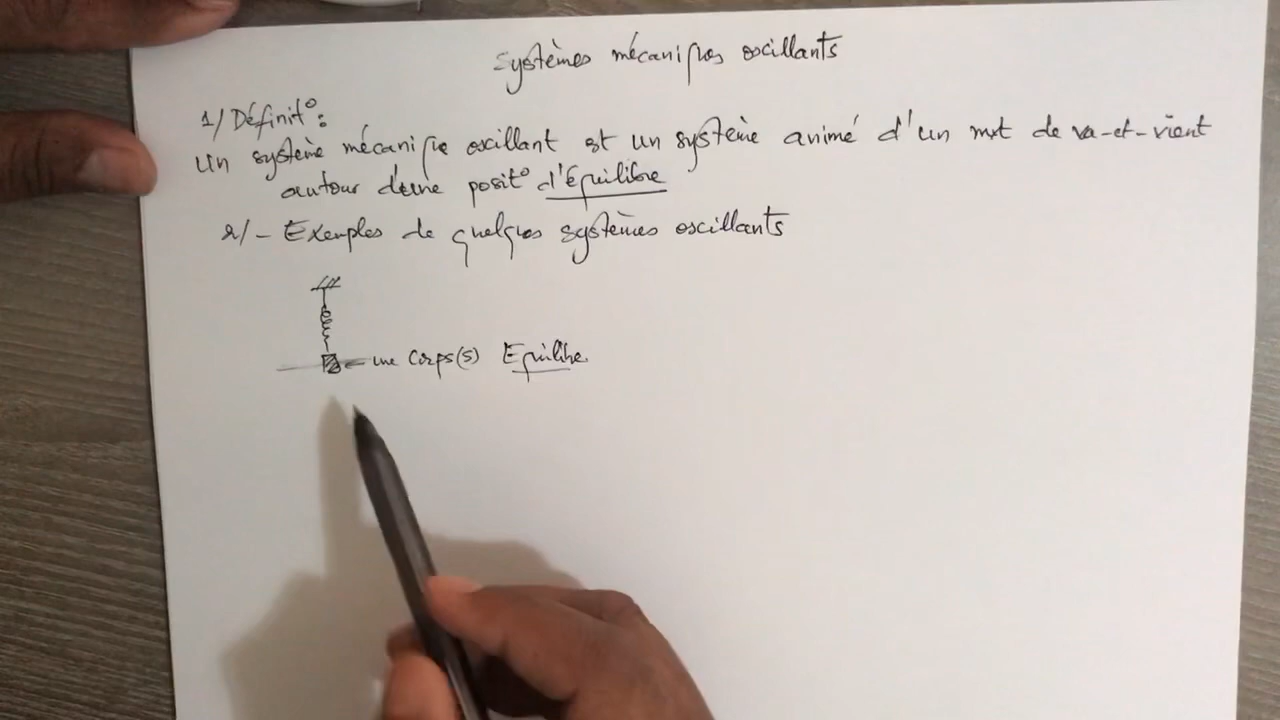 Systèmes mécaniques oscillants
1/ Définit°:
Un système mécanique oscillant est un système animé d'un mvt de va-et-vient
autour d'une posit° d'Equilibre
2/- Exemples de quelques systèmes oscillants
une Corps(s) Equilibre.